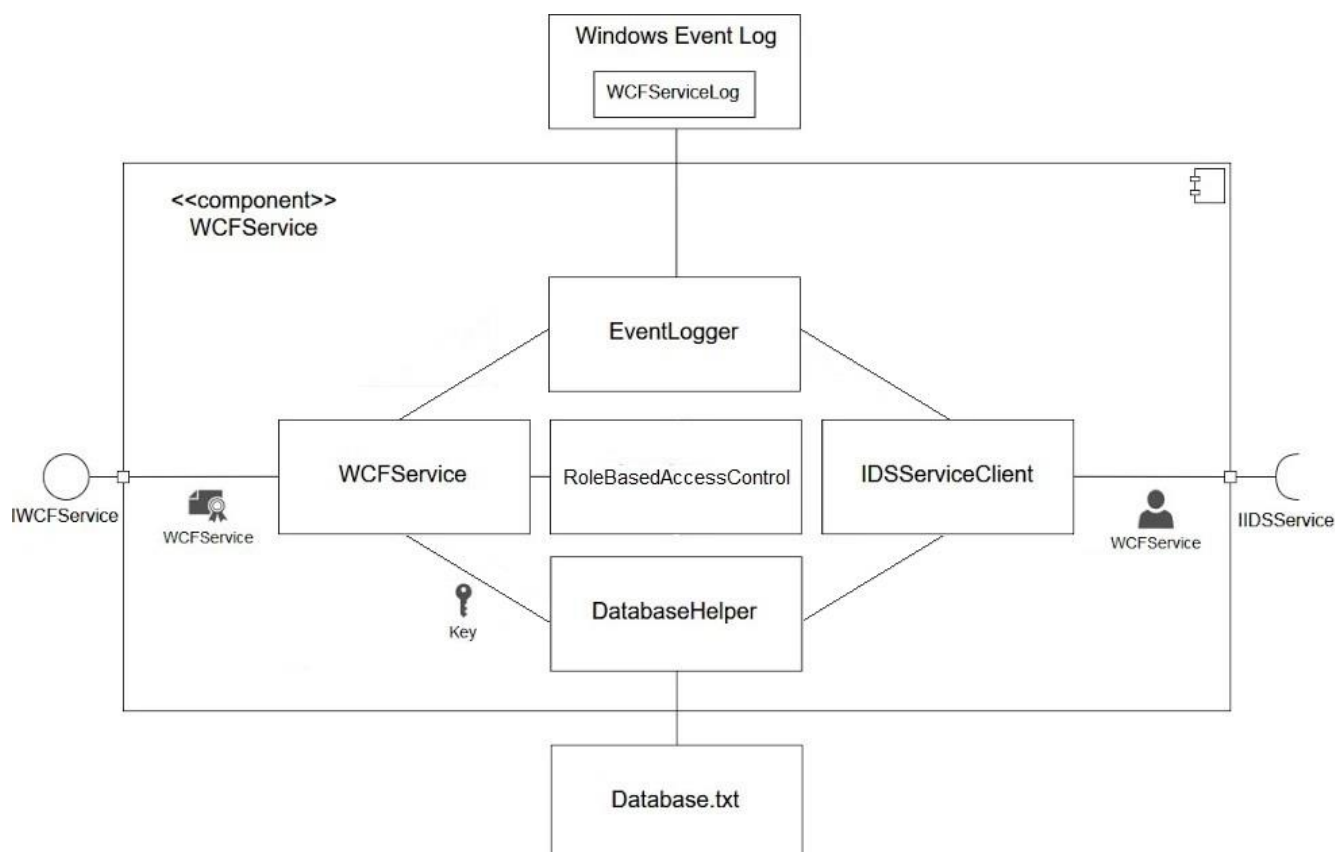 Windows Event Log
WCFServiceLog
<<component>>
WCFService
EventLogger
WCFService
RoleBasedAccessControl
IDSServiceClient
IWCFService
WCFService
WCFService
IIDSService
DatabaseHelper
Key
Database.txt